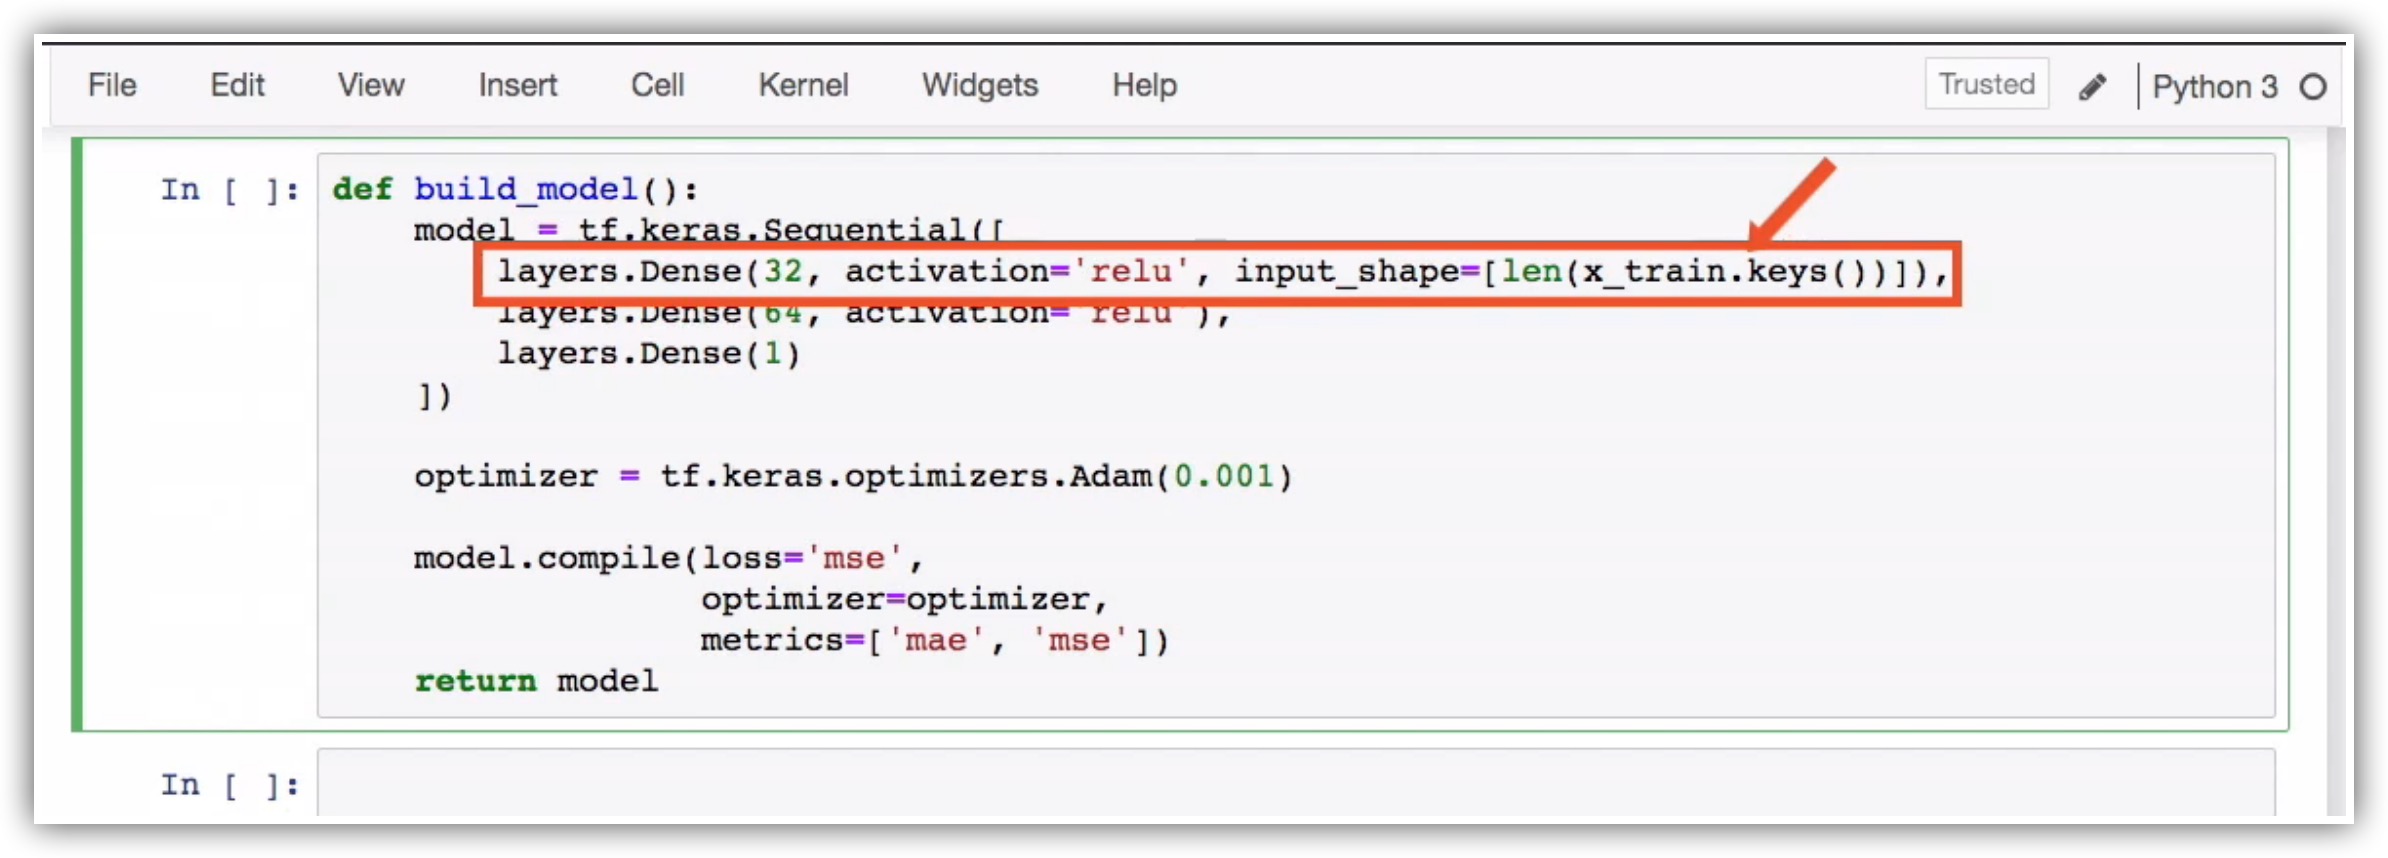 File Edit View Insert Cell Kernel Widgets Help Trusted Python 3
In [ ]: def build_model():
model = tf.keras.Sequential([
layers.Dense(32, activation='relu', input_shape=[len(x_train.keys())]),
layers.Dense(64, activation='relu'),
layers.Dense(1)
])
optimizer = tf.keras.optimizers.Adam(0.001)
model.compile(loss='mse',
optimizer=optimizer,
metrics=['mae', 'mse'])
return model
In [ ]: